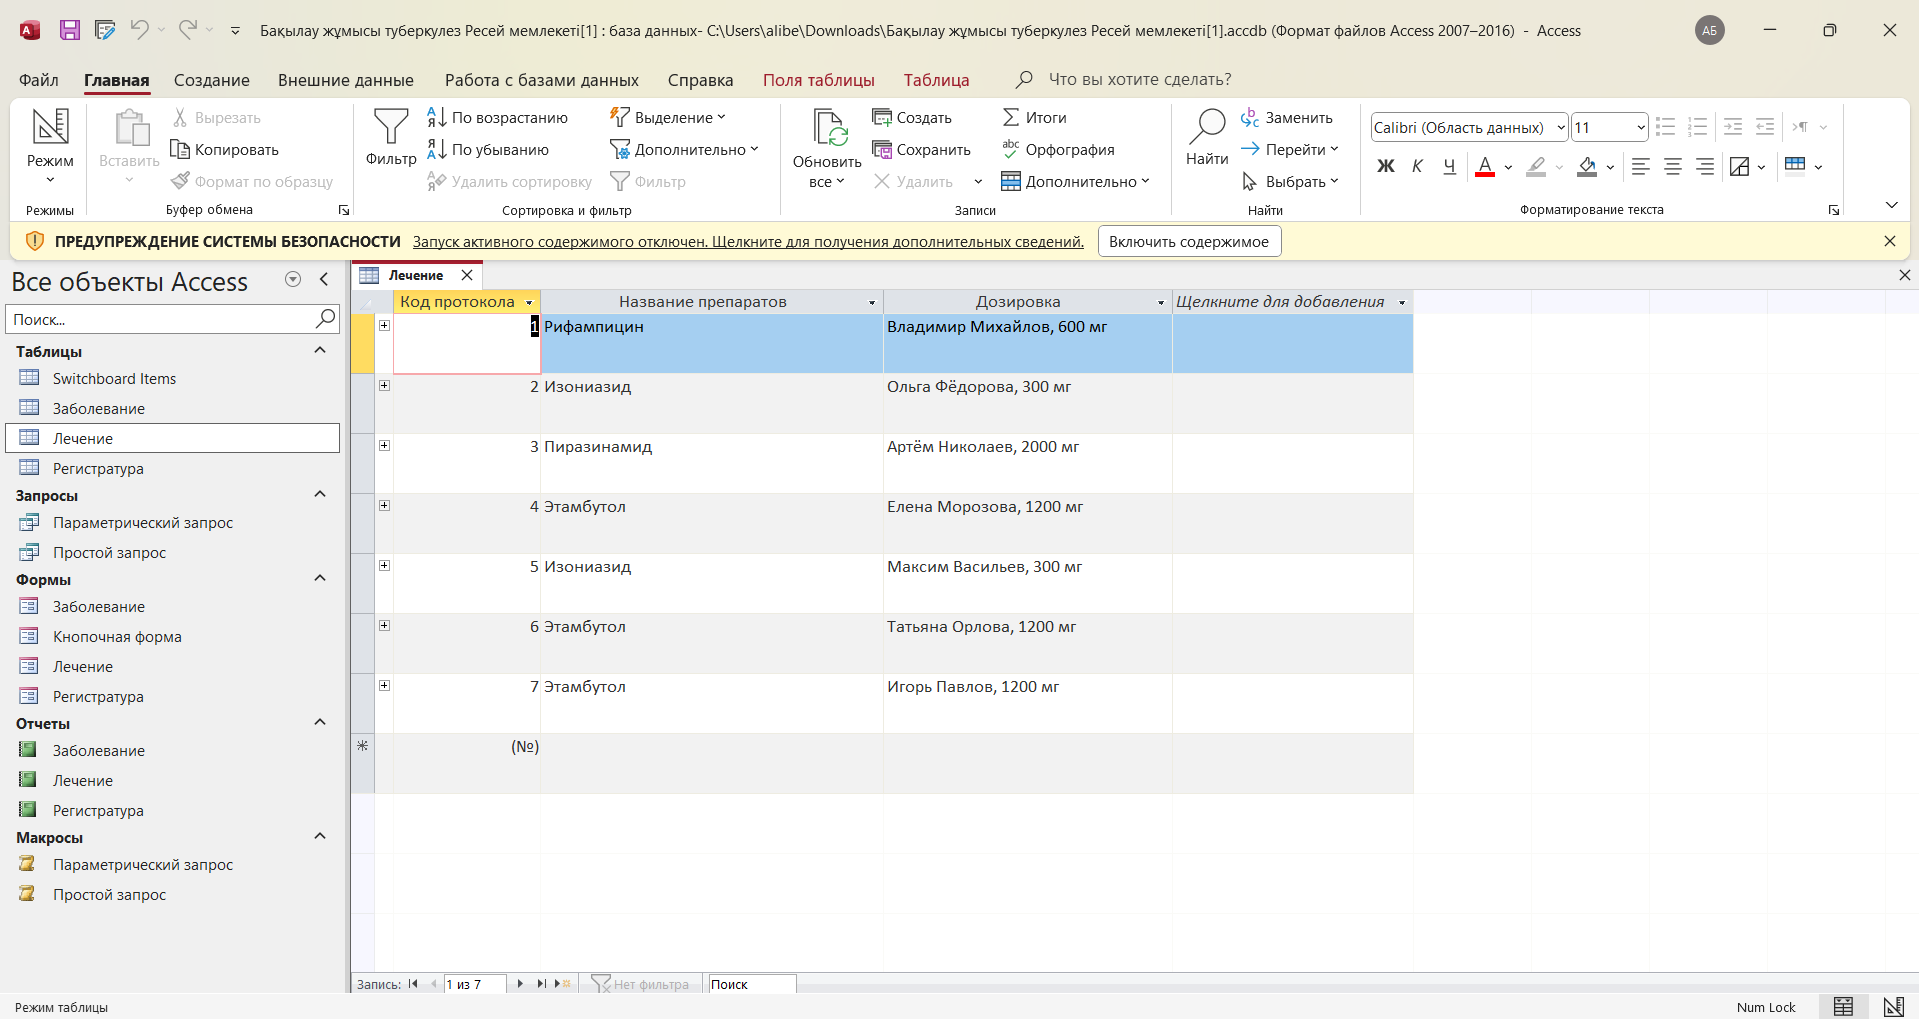 Бақылау жұмысы туберкулез Ресей мемлекеті[1] : база данных- C:\Users\alibe\Downloads\Бақылау жұмысы туберкулез Ресей мемлекеті[1].accdb (Формат файлов Access 2007–2016) - Access
АБ
Файл Главная Создание Внешние данные Работа с базами данных Справка Поля таблицы Таблица Что вы хотите сделать?
Режим
Режимы
Вставить
Вырезать
Копировать
Формат по образцу
Буфер обмена
Фильтр
По возрастанию
По убыванию
Удалить сортировку
Выделение
Дополнительно
Фильтр
Сортировка и фильтр
Обновить
все
Создать
Сохранить
Удалить
Итоги
Орфография
Дополнительно
Записи
Найти
Заменить
Перейти
Выбрать
Найти
Calibri (Область данных) 11
Ж К Ч
Форматирование текста
ПРЕДУПРЕЖДЕНИЕ СИСТЕМЫ БЕЗОПАСНОСТИ Запуск активного содержимого отключен. Щелкните для получения дополнительных сведений. Включить содержимое
Все объекты Access
Поиск...
Таблицы
Switchboard Items
Заболевание
Лечение
Регистратура
Запросы
Параметрический запрос
Простой запрос
Формы
Заболевание
Кнопочная форма
Лечение
Регистратура
Отчеты
Заболевание
Лечение
Регистратура
Макросы
Параметрический запрос
Простой запрос
Лечение
Код протокола Название препаратов Дозировка Щелкните для добавления
1 Рифампицин Владимир Михайлов, 600 мг
2 Изониазид Ольга Фёдорова, 300 мг
3 Пиразинамид Артём Николаев, 2000 мг
4 Этамбутол Елена Морозова, 1200 мг
5 Изониазид Максим Васильев, 300 мг
6 Этамбутол Татьяна Орлова, 1200 мг
7 Этамбутол Игорь Павлов, 1200 мг
(№)
Запись: 1 из 7 Нет фильтра Поиск
Режим таблицы Num Lock